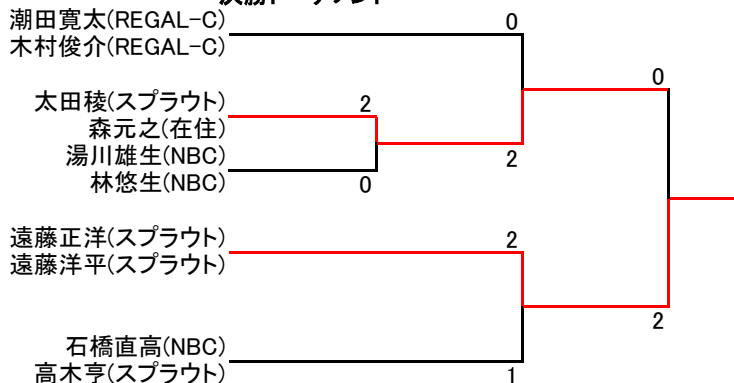 潮田寛太(REGAL-C)
木村俊介(REGAL-C)
0
0
太田稜(スプラウト)
2
森元之(在住)
湯川雄生(NBC)
2
林悠生(NBC)
0
遠藤正洋(スプラウト)
2
遠藤洋平(スプラウト)
2
石橋直高(NBC)
高木亨(スプラウト)
1